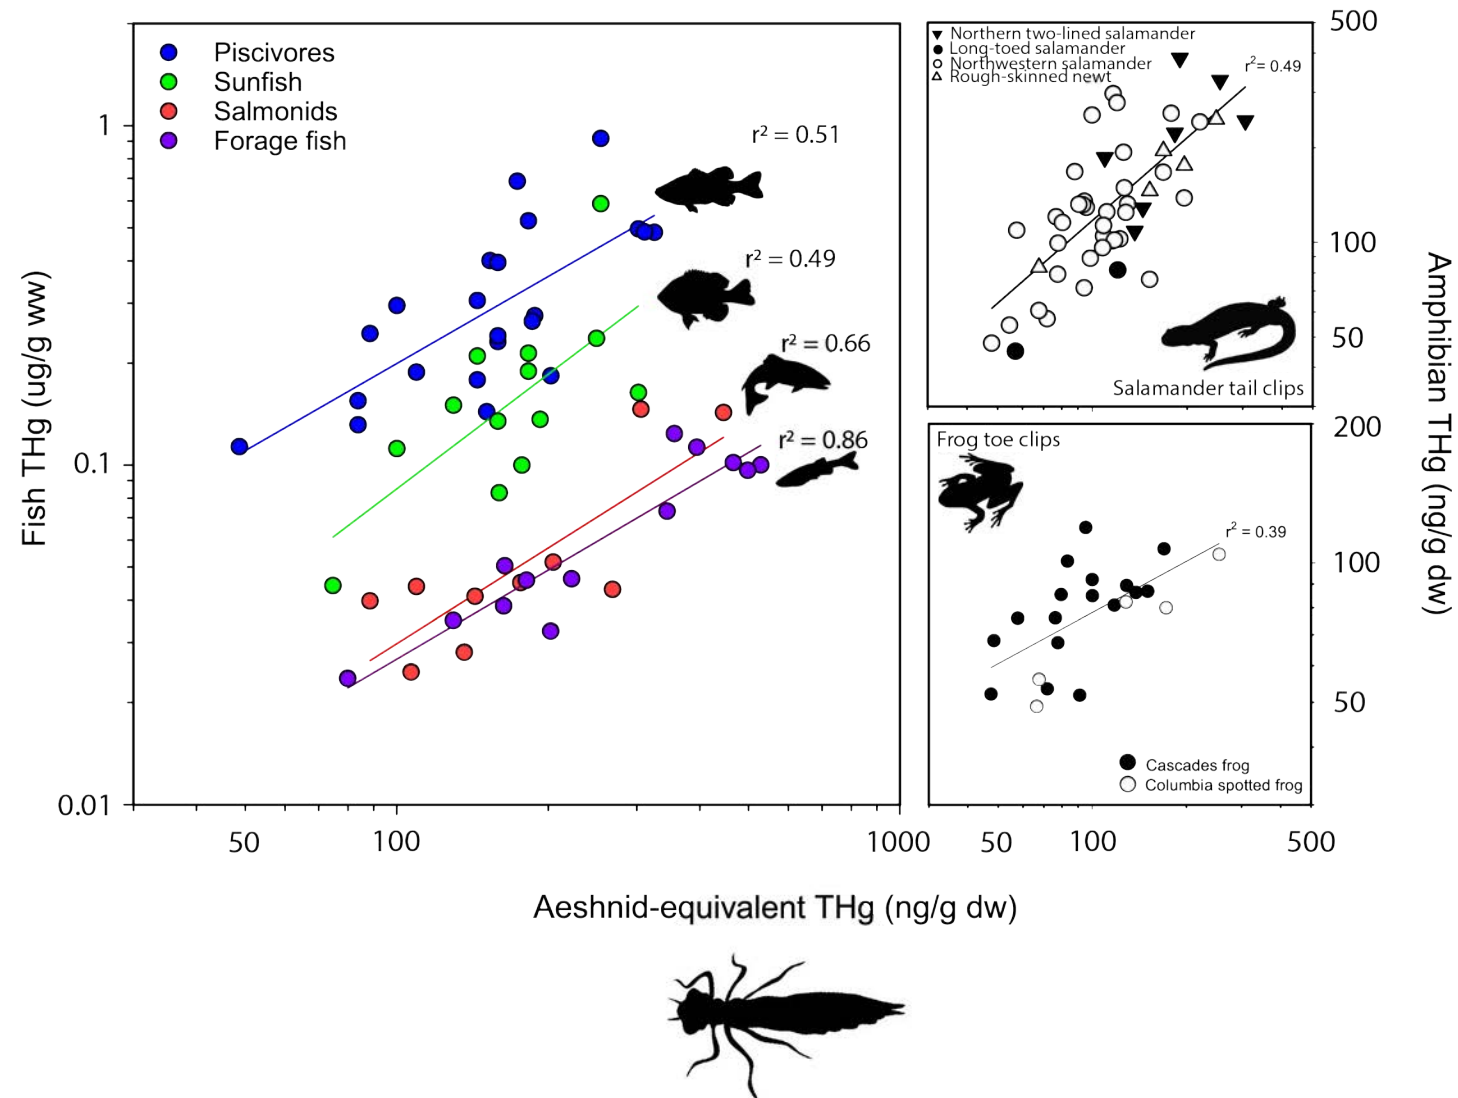 Piscivores
Sunfish
Salmonids
Forage fish
1
0.1
0.01
Fish THg (ug/g ww)
r² = 0.51
r² = 0.49
r² = 0.66
r² = 0.86
50
100
1000
Northern two-lined salamander
Long-toed salamander
Northwestern salamander
Rough-skinned newt
r²= 0.49
Salamander tail clips
500
100
50
Frog toe clips
r² = 0.39
Cascades frog
Columbia spotted frog
200
100
50
Amphibian THg (ng/g dw)
50
100
500
Aeshnid-equivalent THg (ng/g dw)